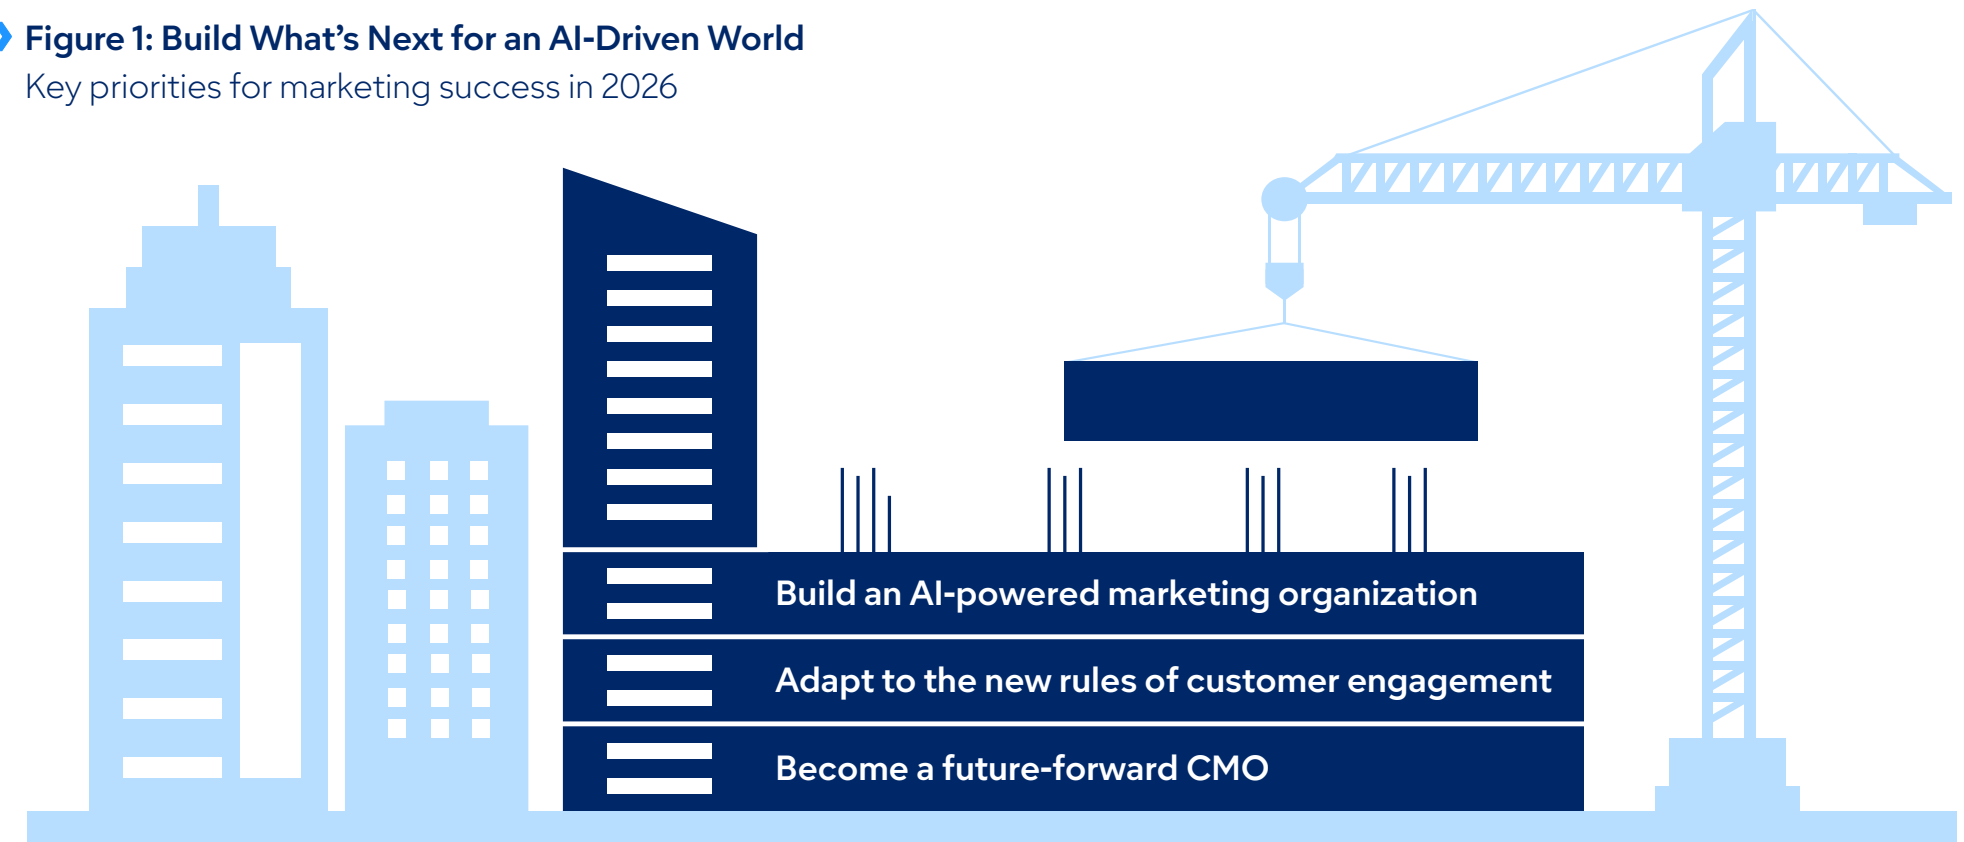 Figure 1: Build What’s Next for an AI-Driven World
Key priorities for marketing success in 2026
Build an AI-powered marketing organization
Adapt to the new rules of customer engagement
Become a future-forward CMO